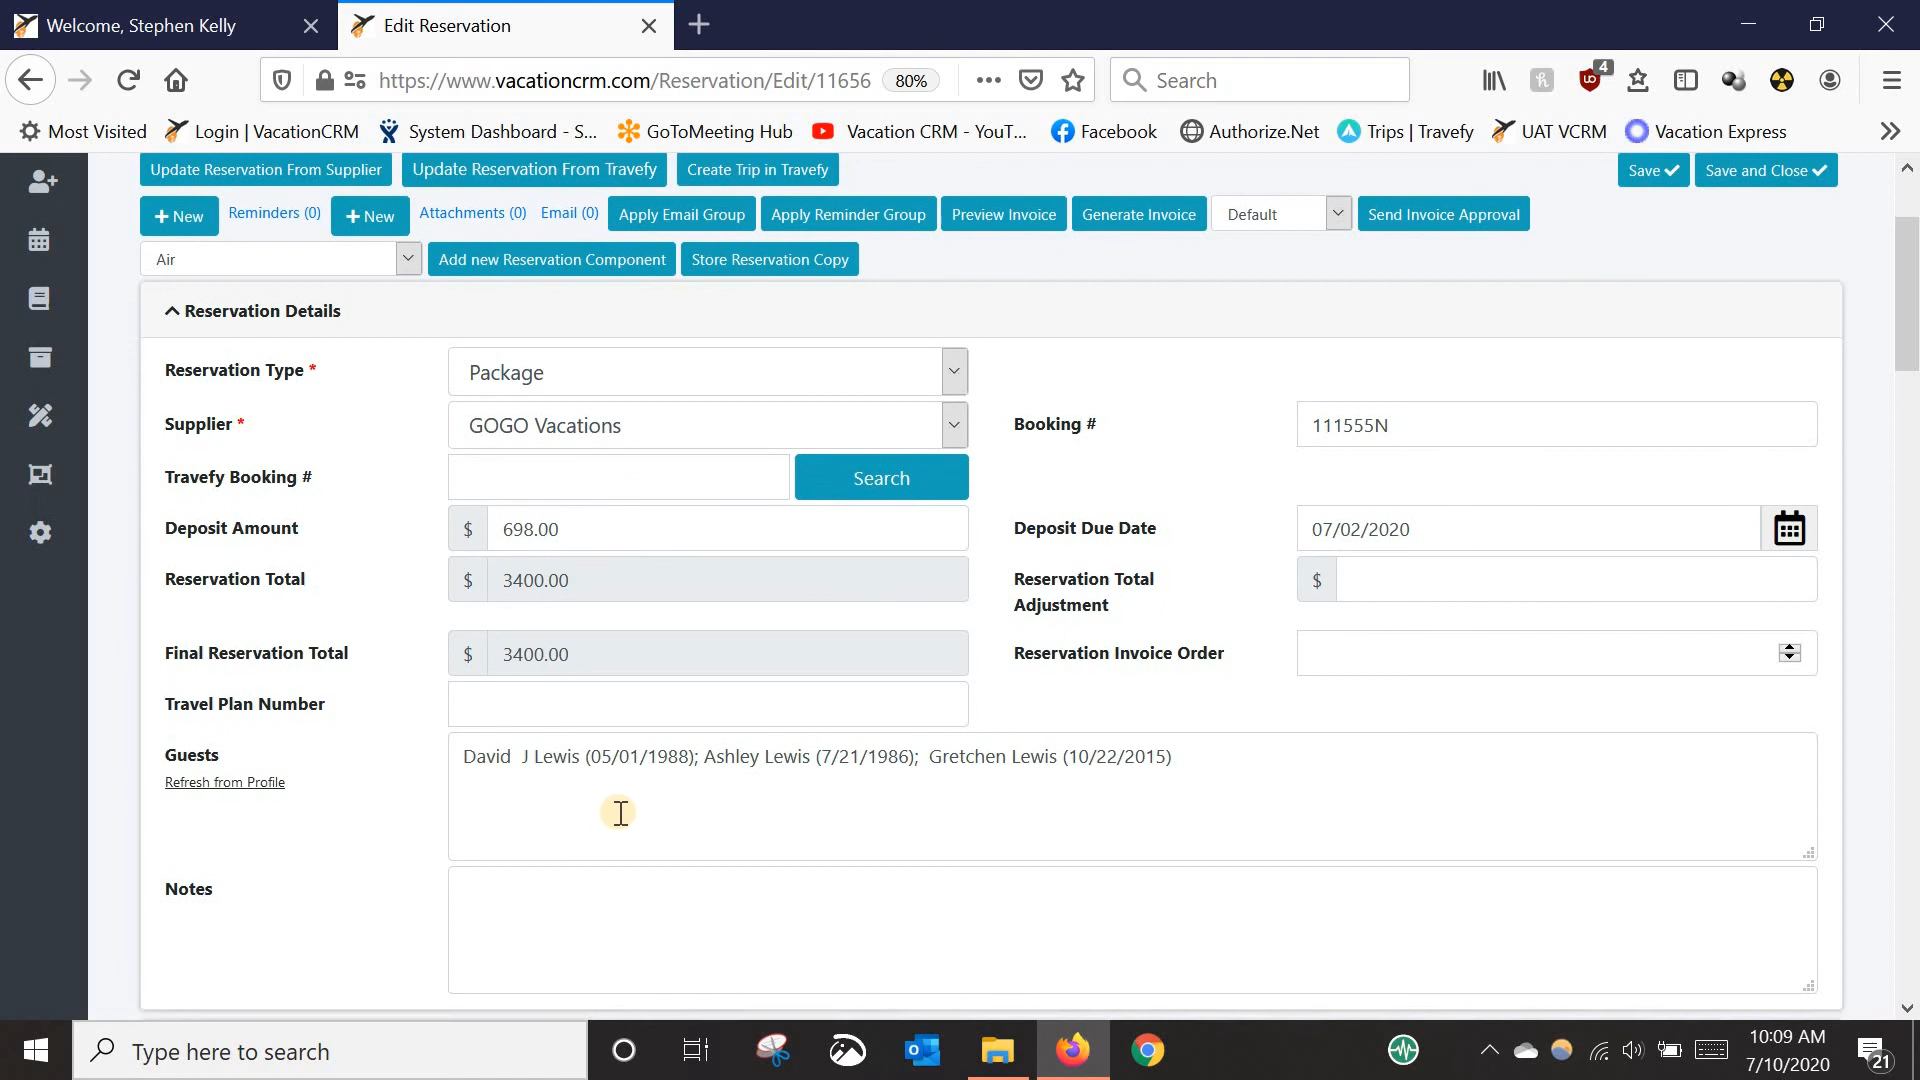 Welcome, Stephen Kelly
Edit Reservation
https://www.vacationcrm.com/Reservation/Edit/11656 80% Search 4
Most Visited Login | VacationCRM System Dashboard - S... GoToMeeting Hub Vacation CRM - YouT... Facebook Authorize.Net Trips | Travefy UAT VCRM Vacation Express
Update Reservation From Supplier Update Reservation From Travefy Create Trip in Travefy Save Save and Close
New Reminders (0) New Attachments (0) Email (0) Apply Email Group Apply Reminder Group Preview Invoice Generate Invoice Default Send Invoice Approval
Air Add new Reservation Component Store Reservation Copy
Reservation Details
Reservation Type * Package
Supplier * GOGO Vacations Booking # 111555N
Travefy Booking # Search
Deposit Amount $ 698.00 Deposit Due Date 07/02/2020
Reservation Total $ 3400.00 Reservation Total Adjustment $
Final Reservation Total $ 3400.00 Reservation Invoice Order
Travel Plan Number
Guests David  J Lewis (05/01/1988); Ashley Lewis (7/21/1986);  Gretchen Lewis (10/22/2015)
Refresh from Profile
Notes
Type here to search
10:09 AM
7/10/2020
21